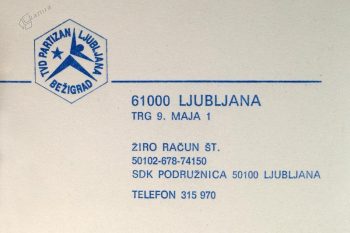 TVD PARTIZAN LJUBLJANA
BEŽIGRAD
61000 LJUBLJANA
TRG 9. MAJA 1
ŽIRO RAČUN ŠT.
50102-678-74150
SDK PODRUŽNICA 50100 LJUBLJANA
TELEFON 315 970